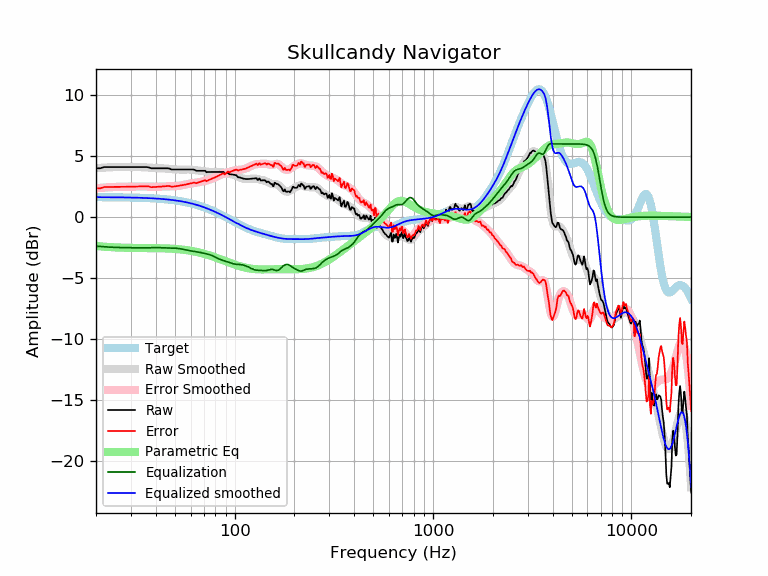 Skullcandy Navigator
Amplitude (dBr)
10
5
0
−5
−10
−15
−20
Target
Raw Smoothed
Error Smoothed
Raw
Error
Parametric Eq
Equalization
Equalized smoothed
100
1000
10000
Frequency (Hz)